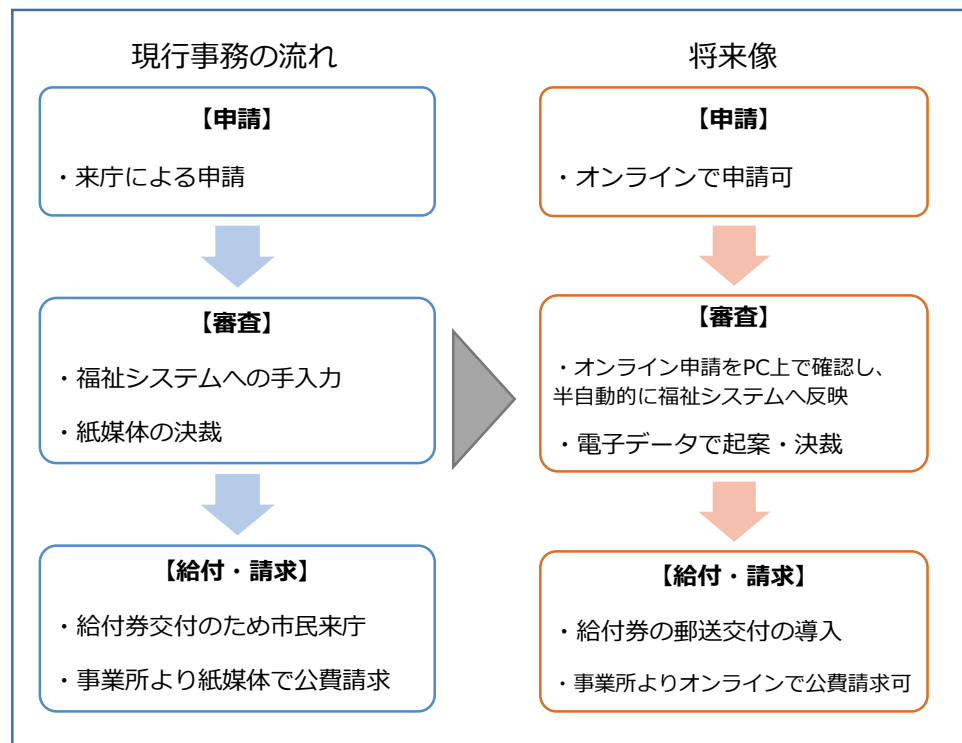 現行事務の流れ
【申請】
・来庁による申請
【審査】
・福祉システムへの手入力
・紙媒体の決裁
【給付・請求】
・給付券交付のため市民来庁
・事業所より紙媒体で公費請求
将来像
【申請】
・オンラインで申請可
【審査】
・オンライン申請をPC上で確認し、
半自動的に福祉システムへ反映
・電子データで起案・決裁
【給付・請求】
・給付券の郵送交付の導入
・事業所よりオンラインで公費請求可